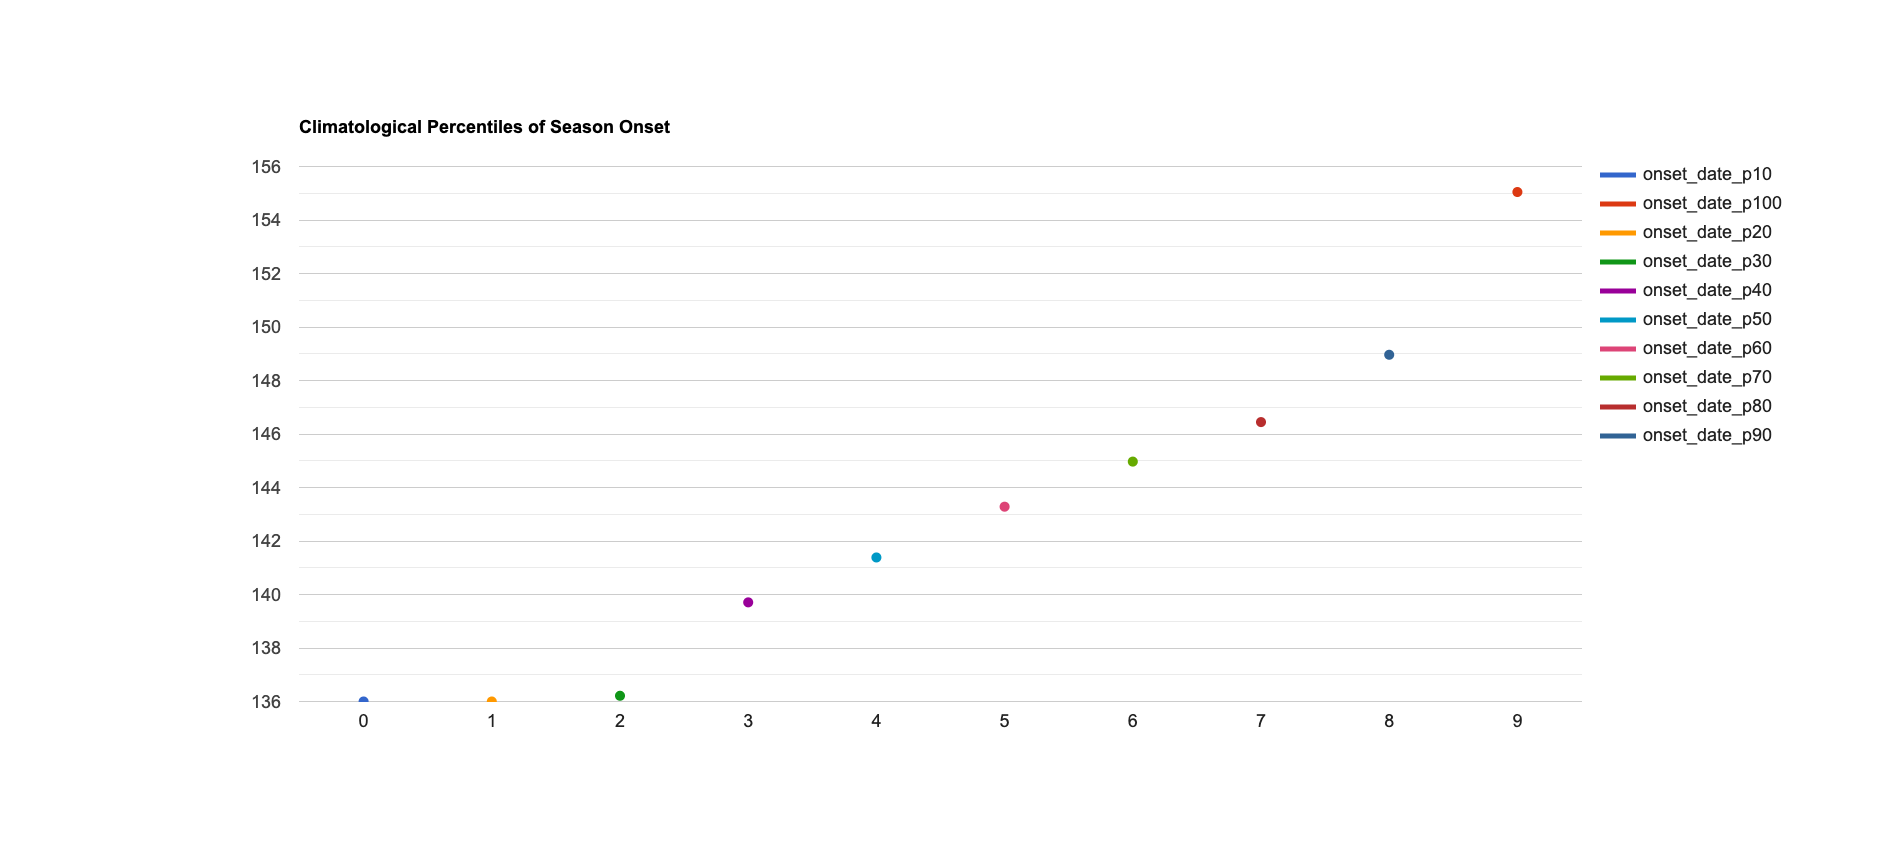 Climatological Percentiles of Season Onset
156
154
152
150
148
146
144
142
140
138
136
0 1 2 3 4 5 6 7 8 9
onset_date_p10
onset_date_p100
onset_date_p20
onset_date_p30
onset_date_p40
onset_date_p50
onset_date_p60
onset_date_p70
onset_date_p80
onset_date_p90